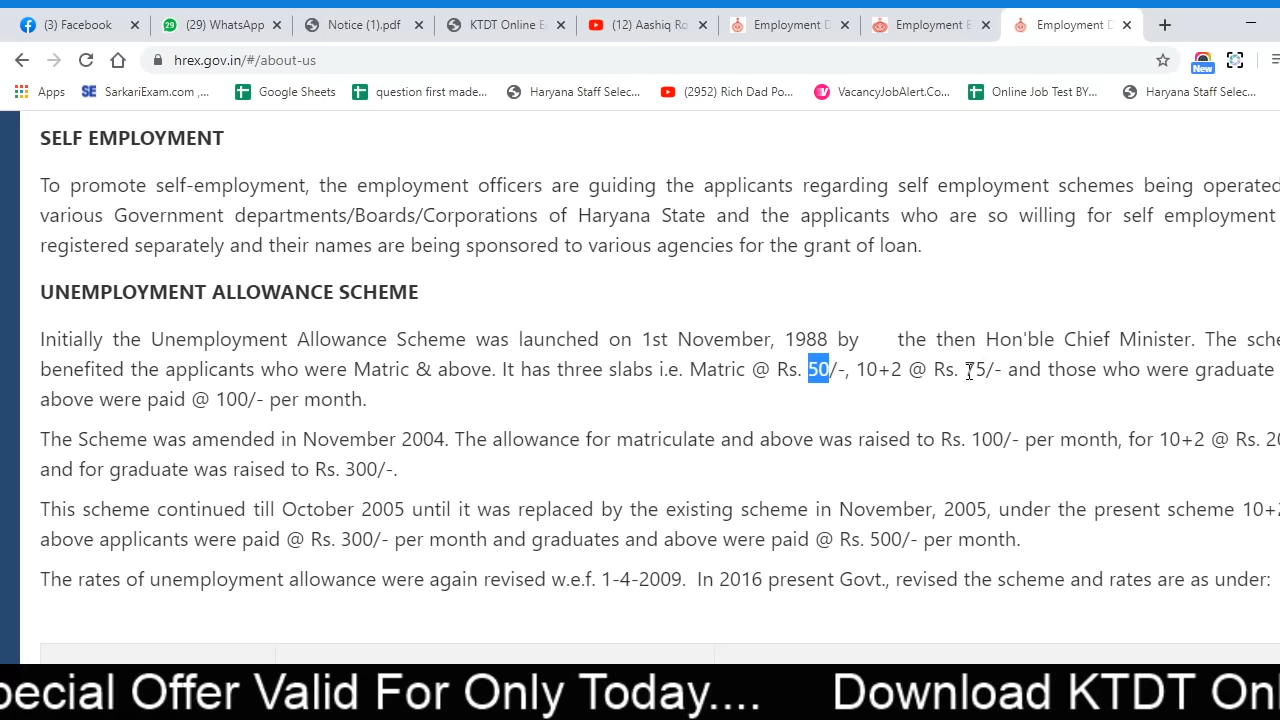 (3) Facebook
(29) WhatsApp
Notice (1).pdf
KTDT Online E
(12) Aashiq Ro
Employment D
Employment E
Employment D
hrex.gov.in/#/about-us
New
Apps
SarkariExam.com ,...
Google Sheets
question first made...
Haryana Staff Selec...
(2952) Rich Dad Po...
VacancyJobAlert.Co...
Online Job Test BY...
Haryana Staff Selec...
SELF EMPLOYMENT
To promote self-employment, the employment officers are guiding the applicants regarding self employment schemes being operated
various Government departments/Boards/Corporations of Haryana State and the applicants who are so willing for self employment
registered separately and their names are being sponsored to various agencies for the grant of loan.
UNEMPLOYMENT ALLOWANCE SCHEME
Initially the Unemployment Allowance Scheme was launched on 1st November, 1988 by the then Hon'ble Chief Minister. The sche
benefited the applicants who were Matric & above. It has three slabs i.e. Matric @ Rs. 50/-, 10+2 @ Rs. 75/- and those who were graduate
above were paid @ 100/- per month.
The Scheme was amended in November 2004. The allowance for matriculate and above was raised to Rs. 100/- per month, for 10+2 @ Rs. 20
and for graduate was raised to Rs. 300/-.
This scheme continued till October 2005 until it was replaced by the existing scheme in November, 2005, under the present scheme 10+2
above applicants were paid @ Rs. 300/- per month and graduates and above were paid @ Rs. 500/- per month.
The rates of unemployment allowance were again revised w.e.f. 1-4-2009. In 2016 present Govt., revised the scheme and rates are as under:
pecial Offer Valid For Only Today.... Download KTDT Onl